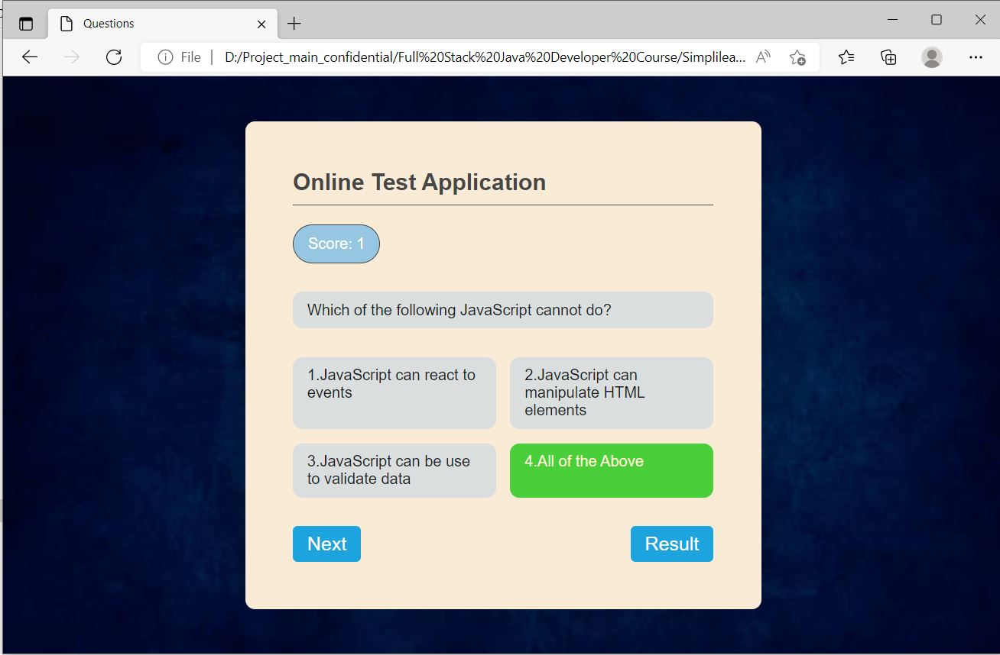 Questions
File
D:/Project_main_confidential/Full%20Stack%20Java%20Developer%20Course/Simplilea...
Online Test Application
Score: 1
Which of the following JavaScript cannot do?
1.JavaScript can react to
events
2.JavaScript can
manipulate HTML
elements
3.JavaScript can be use
to validate data
4.All of the Above
Next
Result